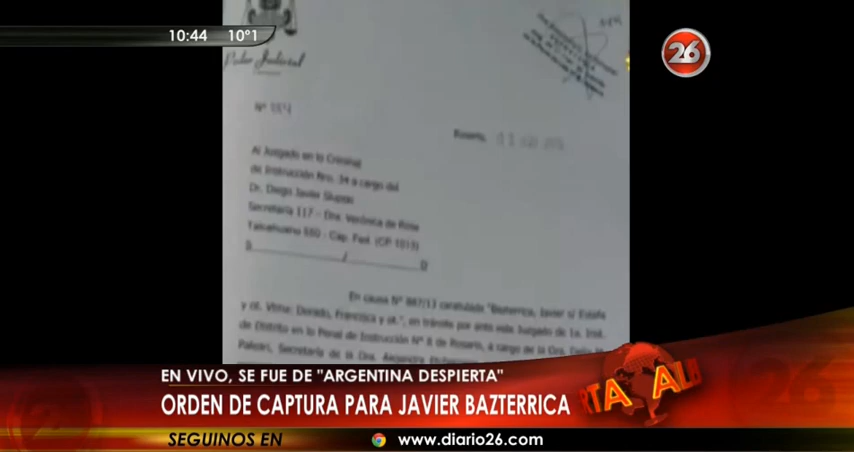 10:44 10°1
26
Poder Judicial
Nº
Rosario,
Al Juzgado en lo Criminal
de Instrucción Nro. 34 a cargo del
Dr. Diego Javier Slupski
Secretaría 117 - Dra. Verónica de
Talcahuano 550 - Cap. Fed. (CP 1013)
S / D
En causa Nº 887/13 caratulada "Bazterrica, Javier s/ Estafa
y ot. Victma: Dorado, Francisca y ot.", en trámite por ante este Juzgado de 1a. Inst.
de Distrito en lo Penal de Instrucción Nº 8 de Rosario, a cargo de la Dra.
Secretaría de la Dra. Alejandra
EN VIVO, SE FUE DE "ARGENTINA DESPIERTA"
ORDEN DE CAPTURA PARA JAVIER BAZTERRICA
RTA ALE
SEGUINOS EN www.diario26.com